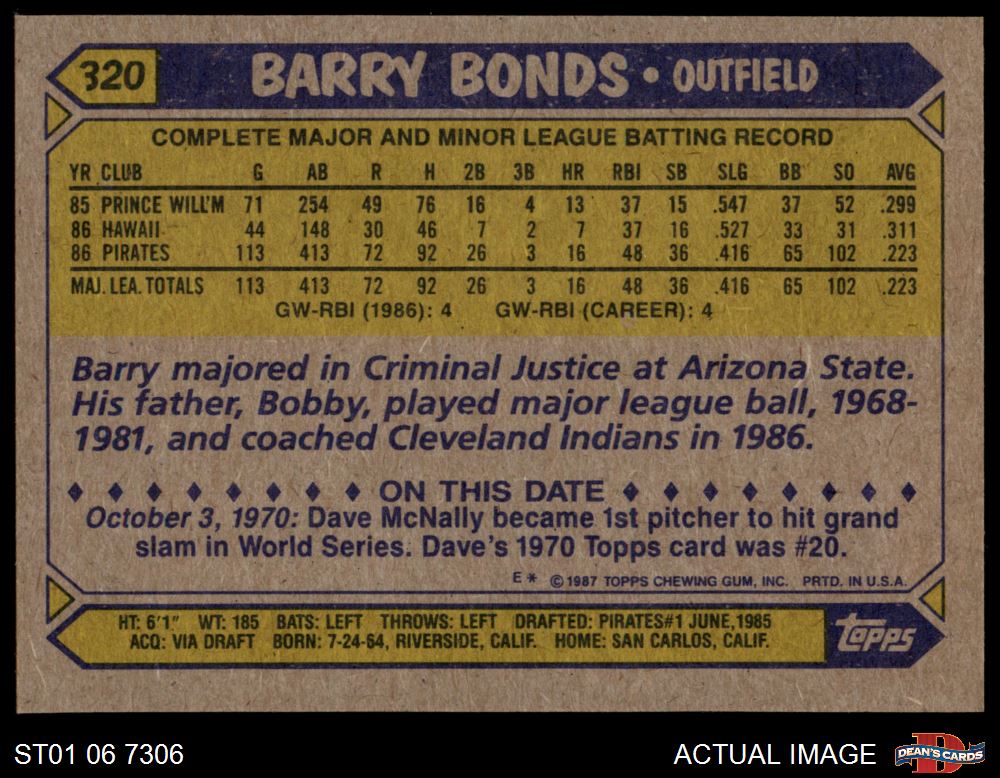 320 BARRY BONDS • OUTFIELD
COMPLETE MAJOR AND MINOR LEAGUE BATTING RECORD
YR CLUB G AB R H 2B 3B HR RBI SB SLG BB SO AVG
85 PRINCE WILL'M 71 254 49 76 16 4 13 37 15 .547 37 52 .299
86 HAWAII 44 148 30 46 7 2 7 37 16 .527 33 31 .311
86 PIRATES 113 413 72 92 26 3 16 48 36 .416 65 102 .223
MAJ. LEA. TOTALS 113 413 72 92 26 3 16 48 36 .416 65 102 .223
GW-RBI (1986): 4 GW-RBI (CAREER): 4
Barry majored in Criminal Justice at Arizona State.
His father, Bobby, played major league ball, 1968-
1981, and coached Cleveland Indians in 1986.
ON THIS DATE
October 3, 1970: Dave McNally became 1st pitcher to hit grand
slam in World Series. Dave's 1970 Topps card was #20.
E* © 1987 TOPPS CHEWING GUM, INC. PRTD. IN U.S.A.
HT: 6'1" WT: 185 BATS: LEFT THROWS: LEFT DRAFTED: PIRATES#1 JUNE,1985
ACQ: VIA DRAFT BORN: 7-24-64, RIVERSIDE, CALIF. HOME: SAN CARLOS, CALIF.
topps
ST01 06 7306 ACTUAL IMAGE
D
DEAN'S CARDS